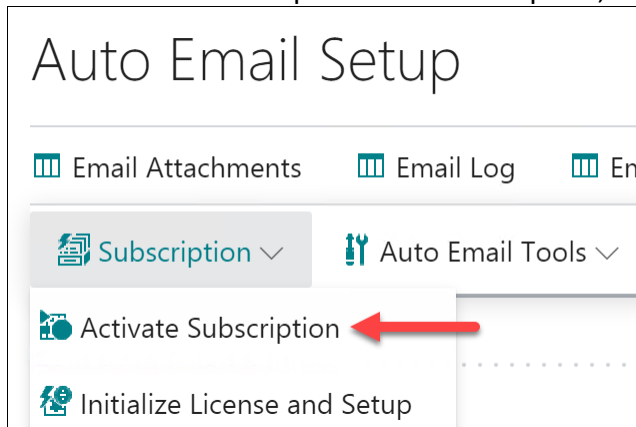 Auto Email Setup
Email Attachments Email Log
Subscription Auto Email Tools
Activate Subscription
Initialize License and Setup